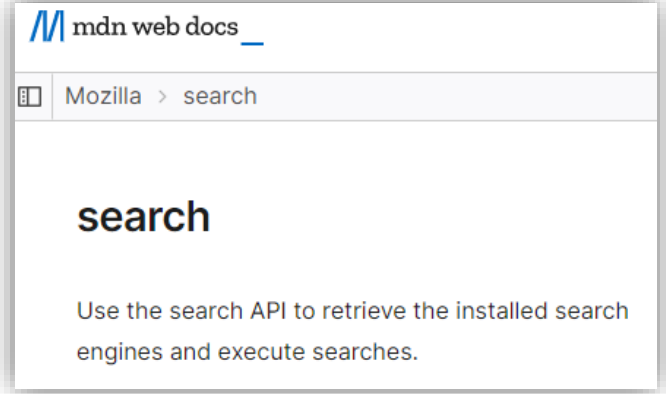 mdn web docs_
Mozilla > search
search
Use the search API to retrieve the installed search
engines and execute searches.